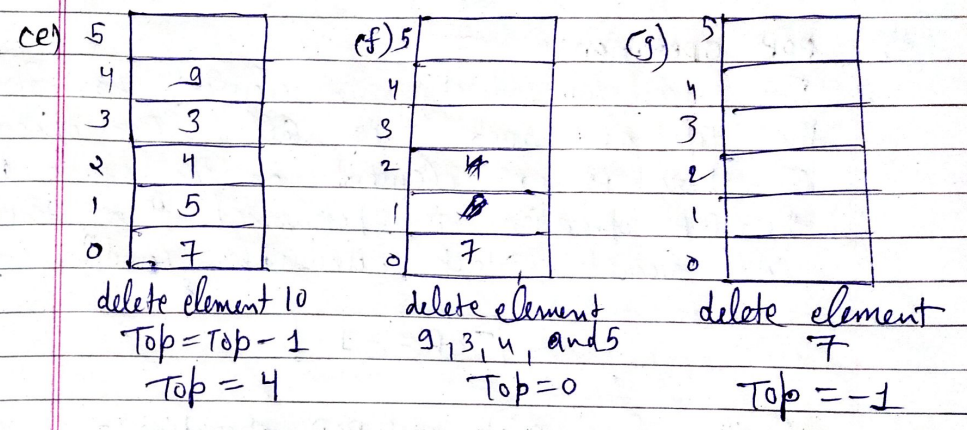 (e) 5
4 9
3 3
2 4
1 5
0 7
delete element 10
Top = Top - 1
Top = 4
(f) 5
4
3
2
1
0 7
delete element
9, 3, 4, and 5
Top = 0
(g) 5
4
3
2
1
0
delete element
7
Top = -1